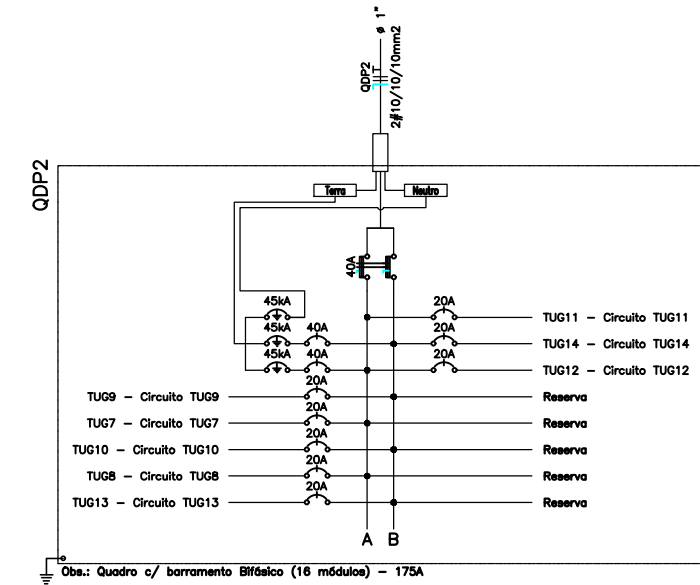 ø 1"
QDP2
2#10/10/10mm2
QDP2
Terra
Neutro
40A
45kA
20A
TUG11 - Circuito TUG11
45kA
40A
20A
TUG14 - Circuito TUG14
45kA
40A
20A
TUG12 - Circuito TUG12
TUG9 - Circuito TUG9
20A
Reserva
TUG7 - Circuito TUG7
20A
Reserva
TUG10 - Circuito TUG10
20A
Reserva
TUG8 - Circuito TUG8
20A
Reserva
TUG13 - Circuito TUG13
20A
Reserva
A B
Obs.: Quadro c/ barramento Bifásico (16 módulos) - 175A